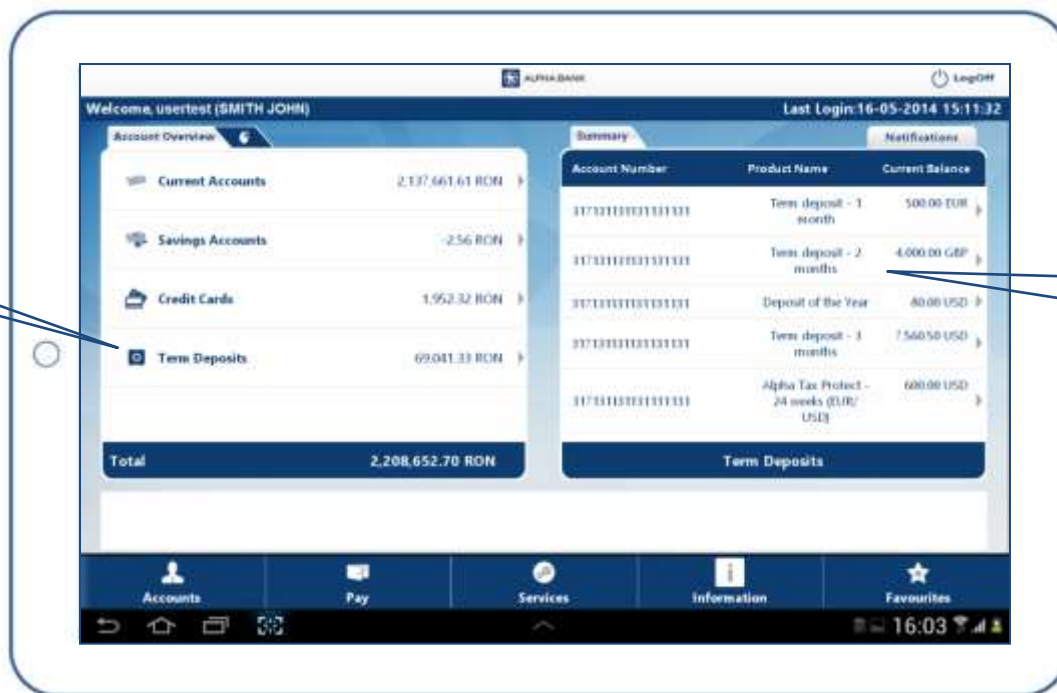 ALPHA BANK
LogOff
Welcome, usertest (SMITH JOHN)
Last Login:16-05-2014 15:11:32
Account Overview
Current Accounts 2,137,661.61 RON
Savings Accounts -2.56 RON
Credit Cards 1,952.32 RON
Term Deposits 69,041.33 RON
Total 2,208,652.70 RON
Summary
Notifications
Account Number Product Name Current Balance
Term deposit - 1 500.00 EUR
month
Term deposit - 2 4,000.00 GBP
months
Deposit of the Year 80.00 USD
Term deposit - 3 7,560.50 USD
months
Alpha Tax Protect - 600.00 USD
24 weeks (EUR/
USD)
Term Deposits
Accounts
Pay
Services
Information
Favourites
16:03